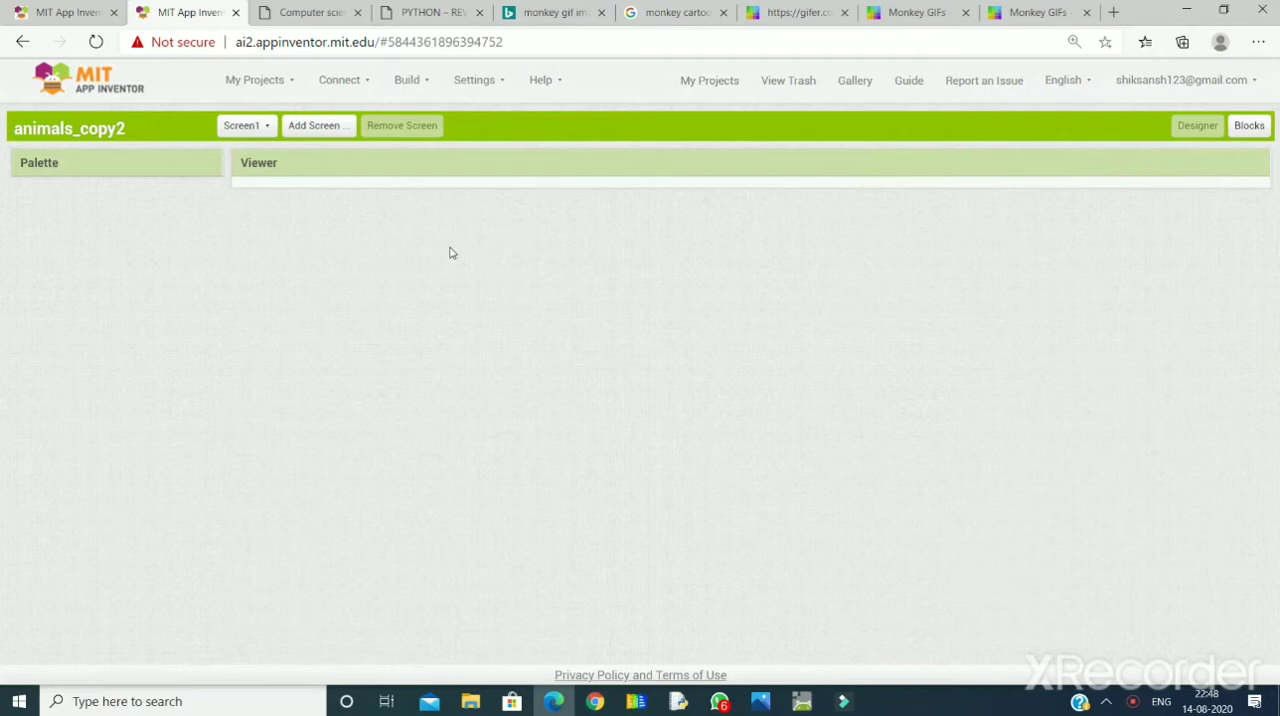 MIT App Inven
MIT App Inven
Computer scie
PYTHON – REV
monkey gif im
monkey cartoo
https://gifer.co
Monkey GIFs
Monkey GIFs -
Not secure
ai2.appinventor.mit.edu/#5844361896394752
MIT
APP INVENTOR
My Projects
Connect
Build
Settings
Help
My Projects
View Trash
Gallery
Guide
Report an Issue
English
shiksansh123@gmail.com
animals_copy2
Screen1
Add Screen ...
Remove Screen
Designer
Blocks
Palette
Viewer
Privacy Policy and Terms of Use
XRecorder
Type here to search
6
ENG
22:48
14-08-2020